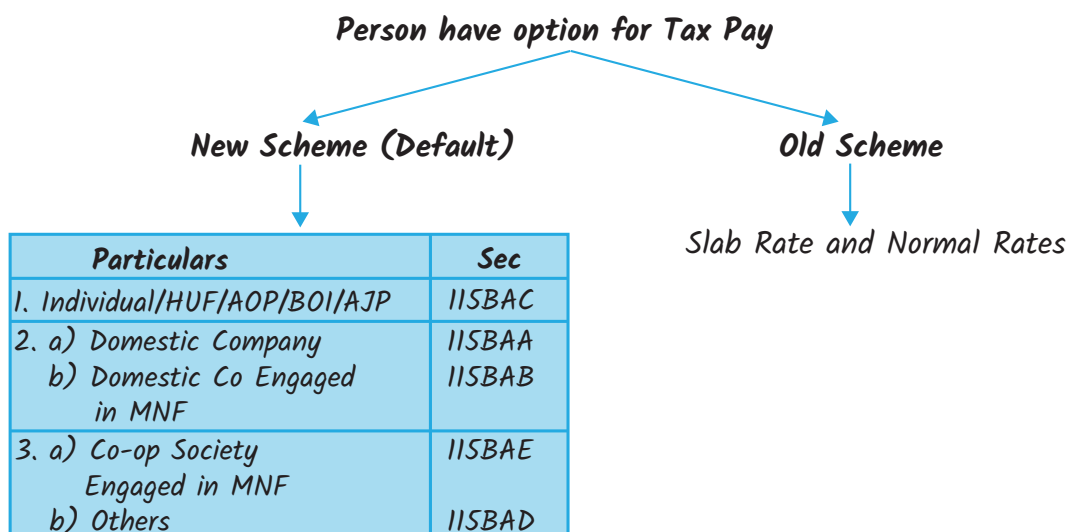 Person have option for Tax Pay
New Scheme (Default)
Old Scheme
Slab Rate and Normal Rates
Particulars Sec
1. Individual/HUF/AOP/BOI/AJP 115BAC
2. a) Domestic Company 115BAA
b) Domestic Co Engaged 115BAB
in MNF
3. a) Co-op Society 115BAE
Engaged in MNF
b) Others 115BAD